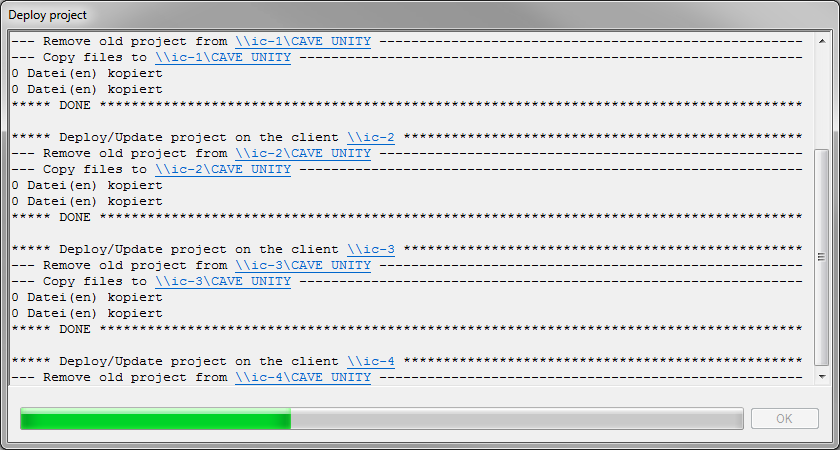 Deploy project
--- Remove old project from \\ic-1\CAVE UNITY -----------------------------------------------------
--- Copy files to \\ic-1\CAVE UNITY ---------------------------------------------------------------
0 Datei(en) kopiert
0 Datei(en) kopiert
***** DONE ****************************************************************************************
***** Deploy/Update project on the client \\ic-2 **************************************************
--- Remove old project from \\ic-2\CAVE UNITY -----------------------------------------------------
--- Copy files to \\ic-2\CAVE UNITY ---------------------------------------------------------------
0 Datei(en) kopiert
0 Datei(en) kopiert
***** DONE ****************************************************************************************
***** Deploy/Update project on the client \\ic-3 **************************************************
--- Remove old project from \\ic-3\CAVE UNITY -----------------------------------------------------
--- Copy files to \\ic-3\CAVE UNITY ---------------------------------------------------------------
0 Datei(en) kopiert
0 Datei(en) kopiert
***** DONE ****************************************************************************************
***** Deploy/Update project on the client \\ic-4 **************************************************
--- Remove old project from \\ic-4\CAVE UNITY -----------------------------------------------------
OK